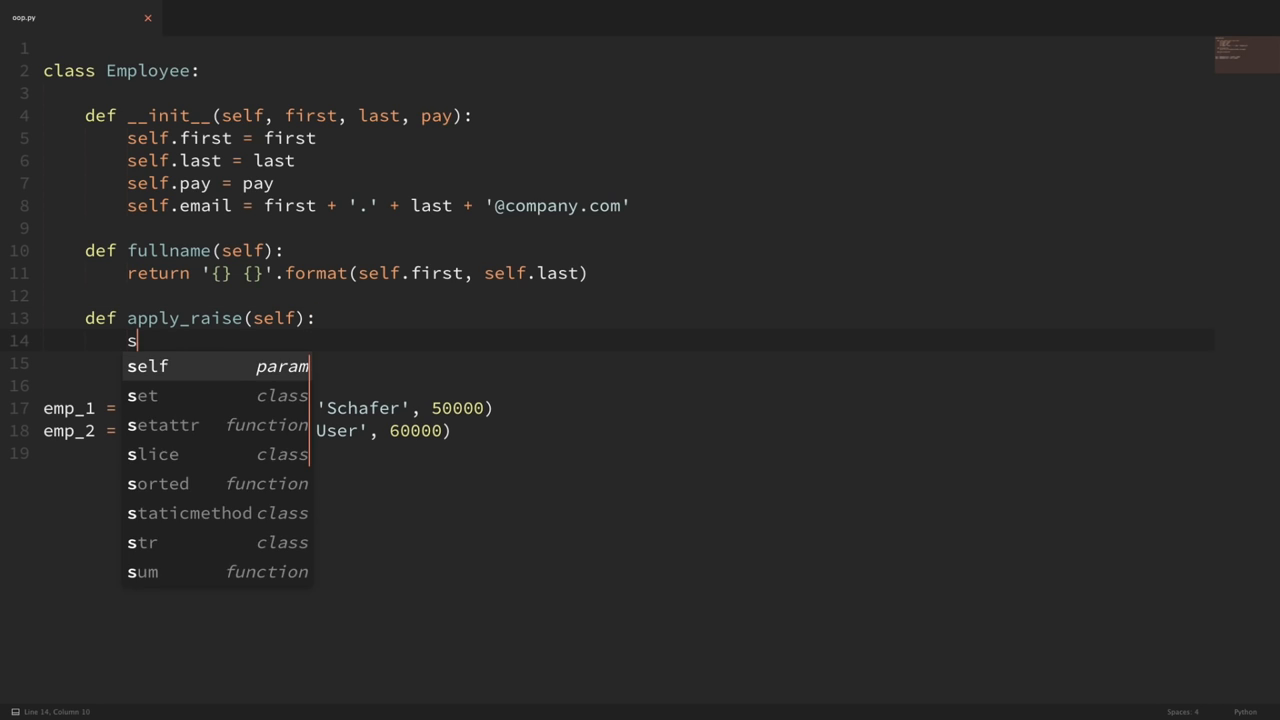 oop.py ×
1
2 class Employee:
3
4     def __init__(self, first, last, pay):
5         self.first = first
6         self.last = last
7         self.pay = pay
8         self.email = first + '.' + last + '@company.com'
9
10     def fullname(self):
11         return '{} {}'.format(self.first, self.last)
12
13     def apply_raise(self):
14         s
15 self param
16 set class
17 emp_1 = 'Schafer', 50000)
setattr function
18 emp_2 = User', 60000)
19 slice class
sorted function
staticmethod class
str class
sum function
Line 14, Column 10 Spaces: 4 Python